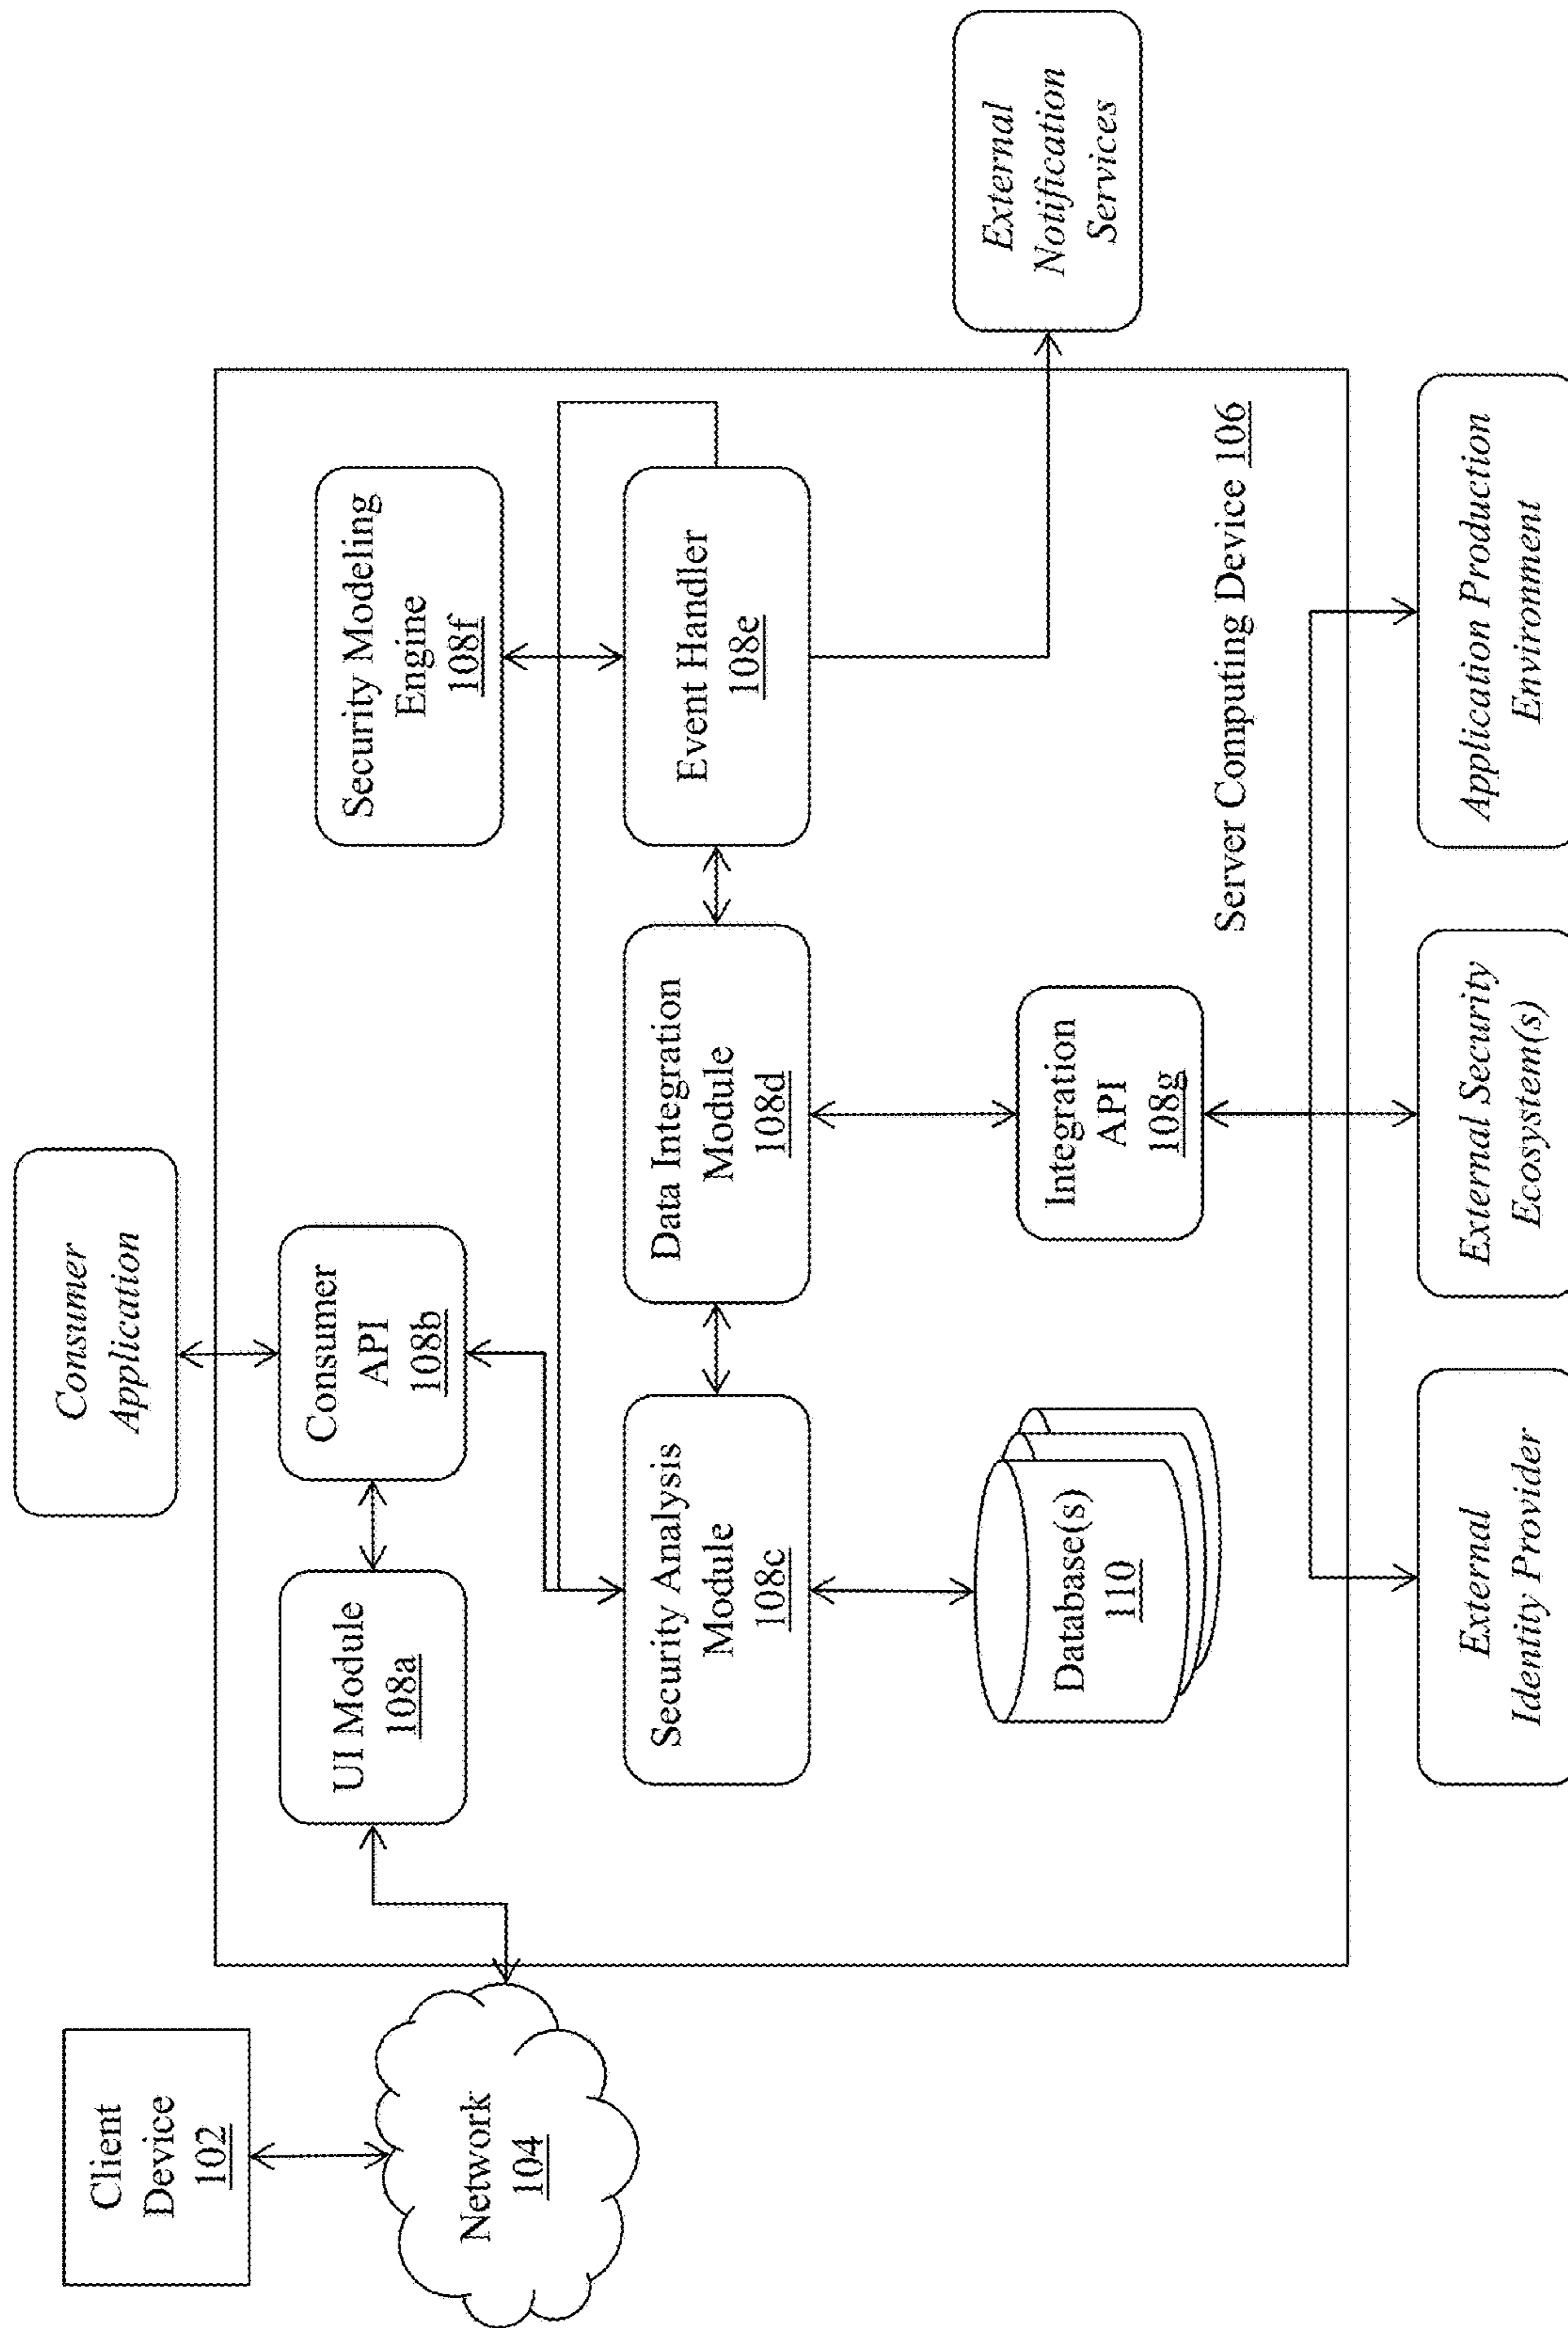 Client
Device
102
Network
104
Consumer
Application
UI Module
108a
Consumer
API
108b
Security Modeling
Engine
108f
Security Analysis
Module
108c
Data Integration
Module
108d
Event Handler
108e
Database(s)
110
Integration
API
108g
External
Notification
Services
Server Computing Device 106
External
Identity Provider
External Security
Ecosystem(s)
Application Production
Environment